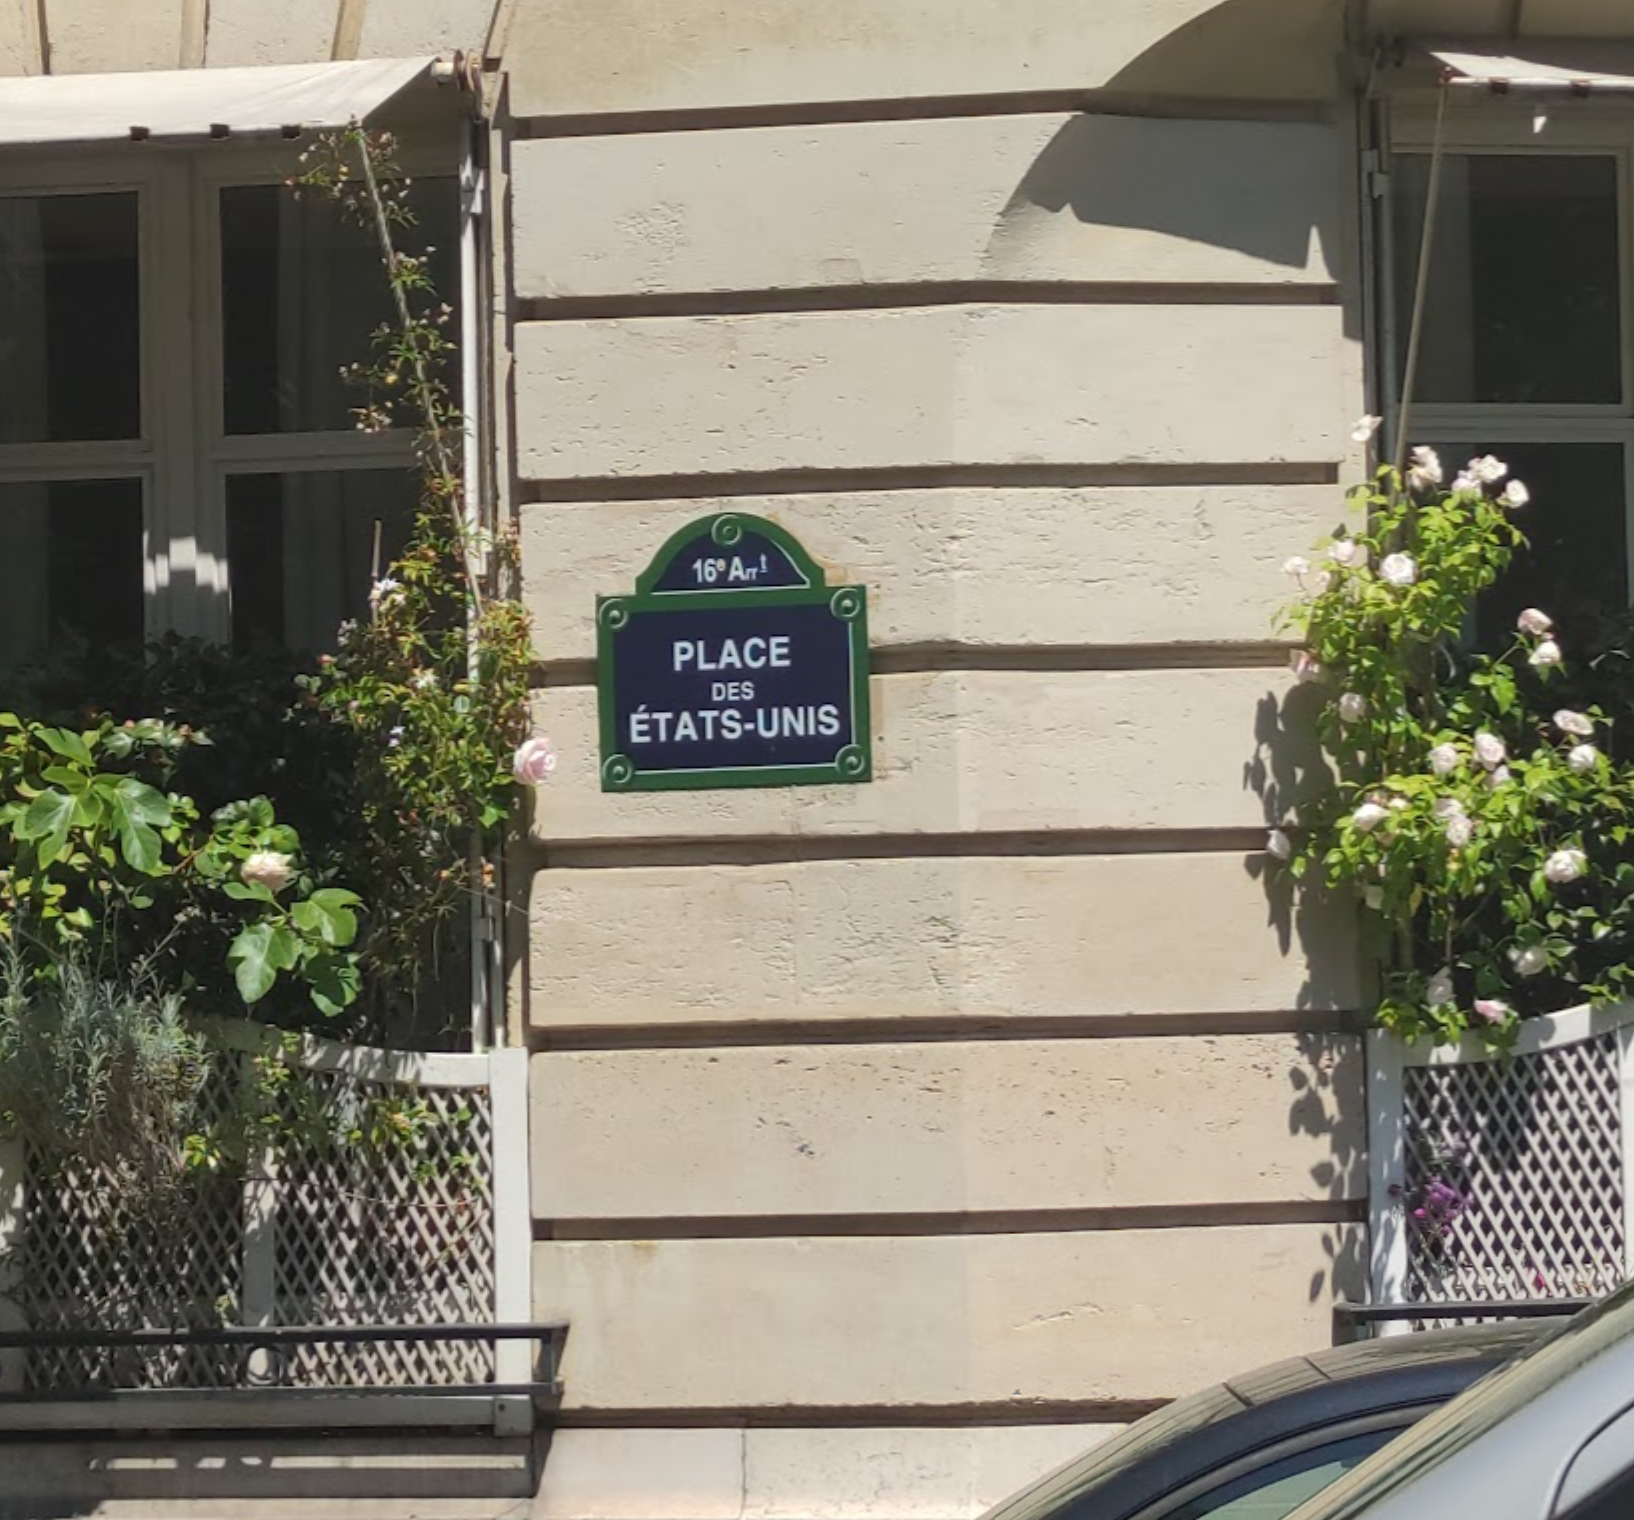 16e Arrt
PLACE
DES
ÉTATS-UNIS